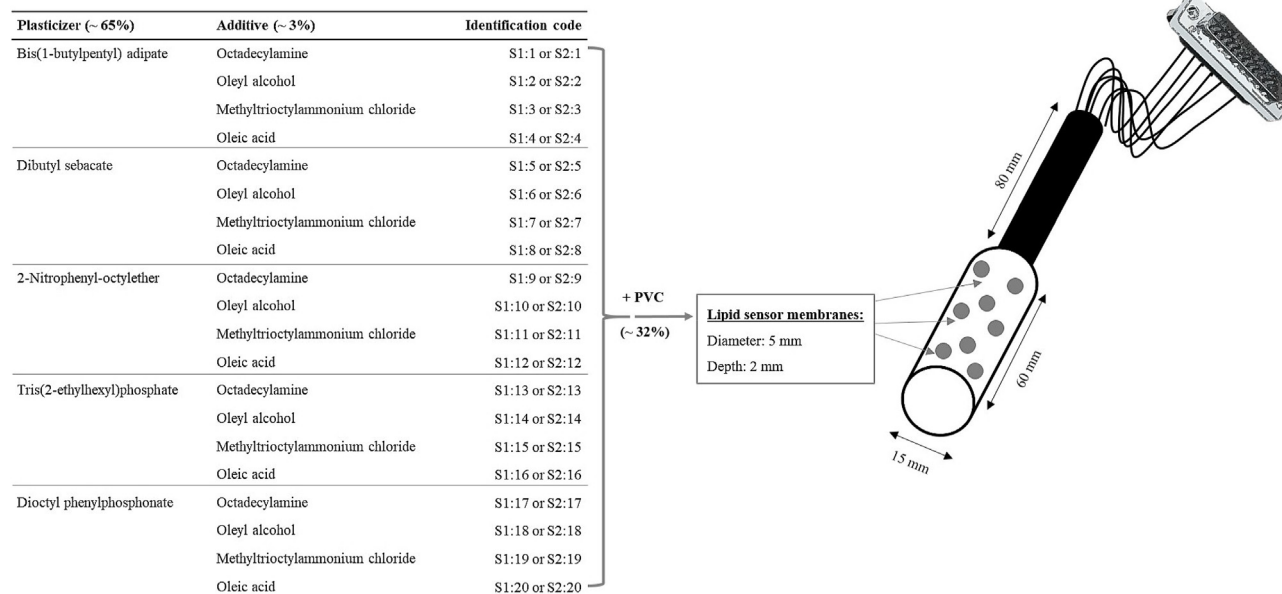 Plasticizer (~ 65%) Additive (~ 3%) Identification code
Bis(1-butylpentyl) adipate Octadecylamine S1:1 or S2:1
Oleyl alcohol S1:2 or S2:2
Methyltrioctylammonium chloride S1:3 or S2:3
Oleic acid S1:4 or S2:4
Dibutyl sebacate Octadecylamine S1:5 or S2:5
Oleyl alcohol S1:6 or S2:6
Methyltrioctylammonium chloride S1:7 or S2:7
Oleic acid S1:8 or S2:8
2-Nitrophenyl-octylether Octadecylamine S1:9 or S2:9
Oleyl alcohol S1:10 or S2:10
Methyltrioctylammonium chloride S1:11 or S2:11
Oleic acid S1:12 or S2:12
Tris(2-ethylhexyl)phosphate Octadecylamine S1:13 or S2:13
Oleyl alcohol S1:14 or S2:14
Methyltrioctylammonium chloride S1:15 or S2:15
Oleic acid S1:16 or S2:16
Dioctyl phenylphosphonate Octadecylamine S1:17 or S2:17
Oleyl alcohol S1:18 or S2:18
Methyltrioctylammonium chloride S1:19 or S2:19
Oleic acid S1:20 or S2:20
+ PVC
(~ 32%)
Lipid sensor membranes:
Diameter: 5 mm
Depth: 2 mm
80 mm
60 mm
15 mm